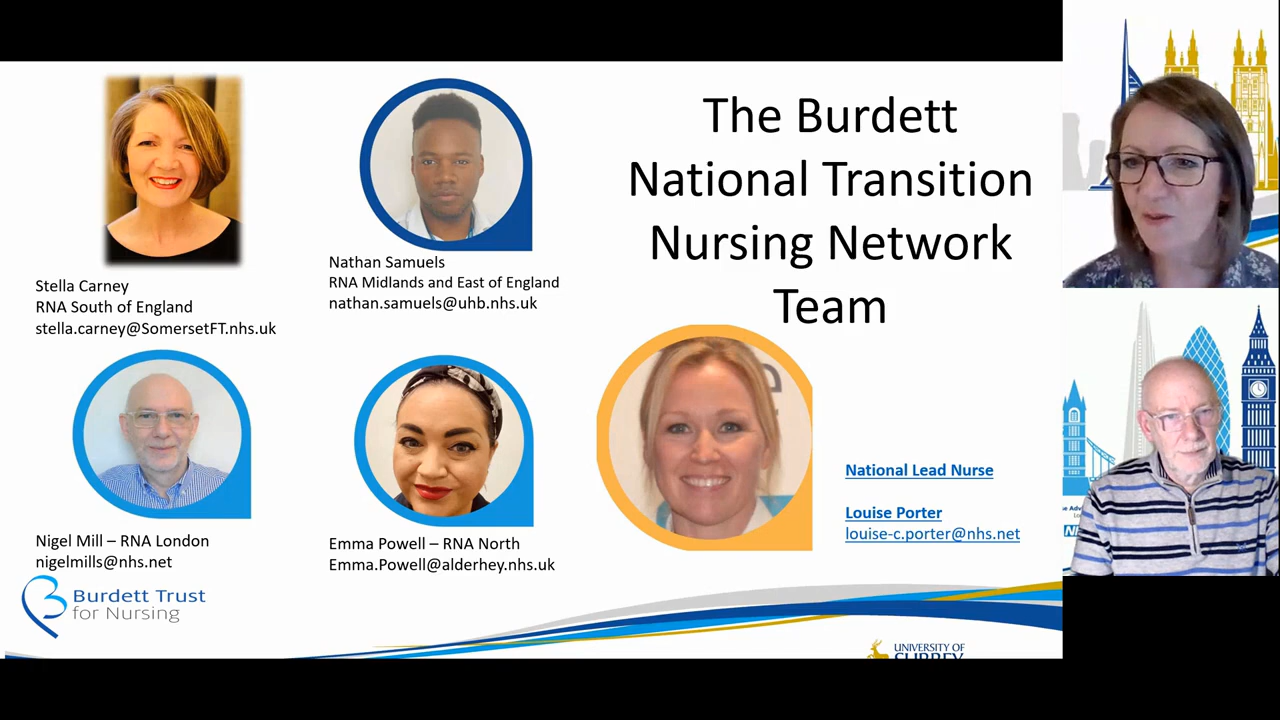 The Burdett
National Transition
Nursing Network
Team
Stella Carney
RNA South of England
stella.carney@SomersetFT.nhs.uk
Nathan Samuels
RNA Midlands and East of England
nathan.samuels@uhb.nhs.uk
Nigel Mill – RNA London
nigelmills@nhs.net
Emma Powell – RNA North
Emma.Powell@alderhey.nhs.uk
National Lead Nurse
Louise Porter
louise-c.porter@nhs.net
Burdett Trust
for Nursing
UNIVERSITY OF
SURREY